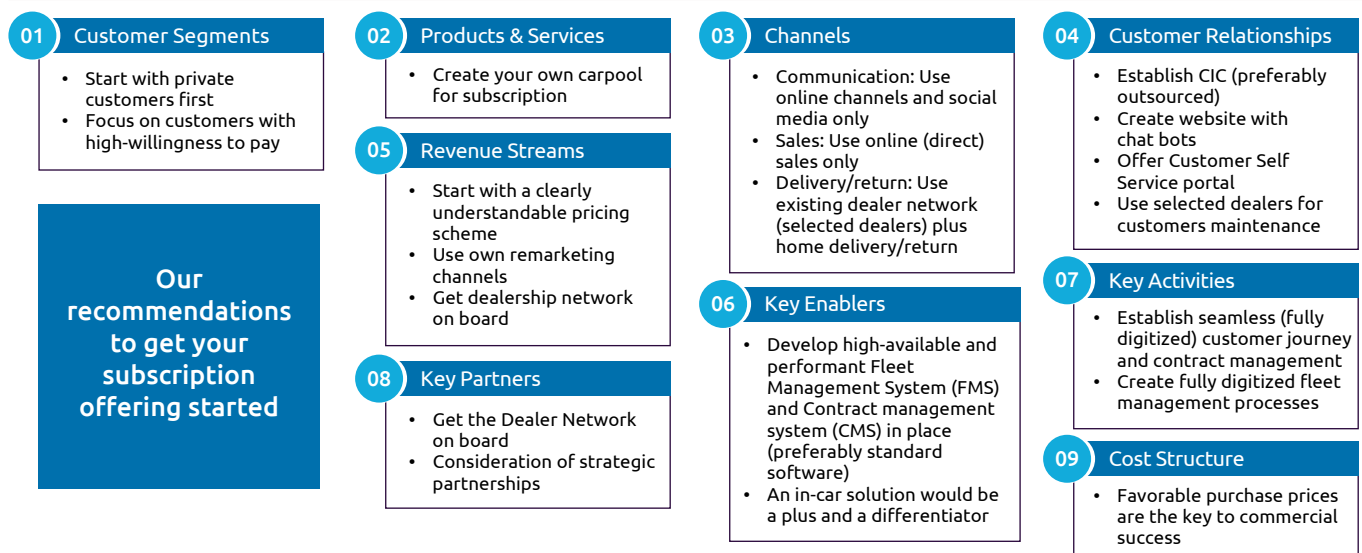 01 Customer Segments
• Start with private
customers first
• Focus on customers with
high-willingness to pay
02 Products & Services
• Create your own carpool
for subscription
03 Channels
• Communication: Use
online channels and social
media only
• Sales: Use online (direct)
sales only
• Delivery/return: Use
existing dealer network
(selected dealers) plus
home delivery/return
04 Customer Relationships
• Establish CIC (preferably
outsourced)
• Create website with
chat bots
• Offer Customer Self
Service portal
• Use selected dealers for
customers maintenance
05 Revenue Streams
• Start with a clearly
understandable pricing
scheme
• Use own remarketing
channels
• Get dealership network
on board
Our
recommendations
to get your
subscription
offering started
06 Key Enablers
• Develop high-available and
performant Fleet
Management System (FMS)
and Contract management
system (CMS) in place
(preferably standard
software)
• An in-car solution would be
a plus and a differentiator
07 Key Activities
• Establish seamless (fully
digitized) customer journey
and contract management
• Create fully digitized fleet
management processes
08 Key Partners
• Get the Dealer Network
on board
• Consideration of strategic
partnerships
09 Cost Structure
• Favorable purchase prices
are the key to commercial
success